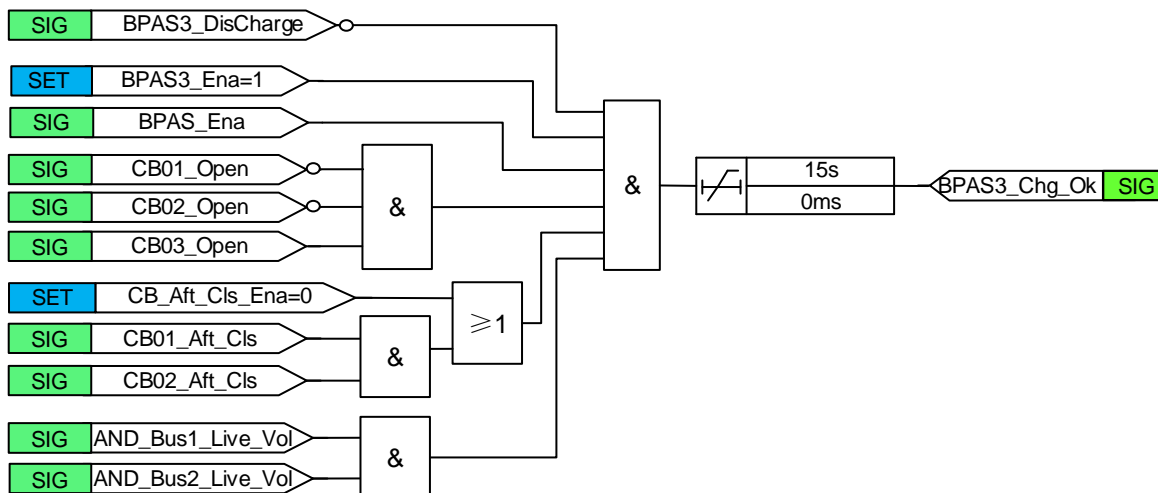 SIG BPAS3_DisCharge
SET BPAS3_Ena=1
SIG BPAS_Ena
SIG CB01_Open
SIG CB02_Open
SIG CB03_Open
&
&
15s
0ms
BPAS3_Chg_Ok SIG
SET CB_Aft_Cls_Ena=0
SIG CB01_Aft_Cls
SIG CB02_Aft_Cls
&
≥1
SIG AND_Bus1_Live_Vol
SIG AND_Bus2_Live_Vol
&